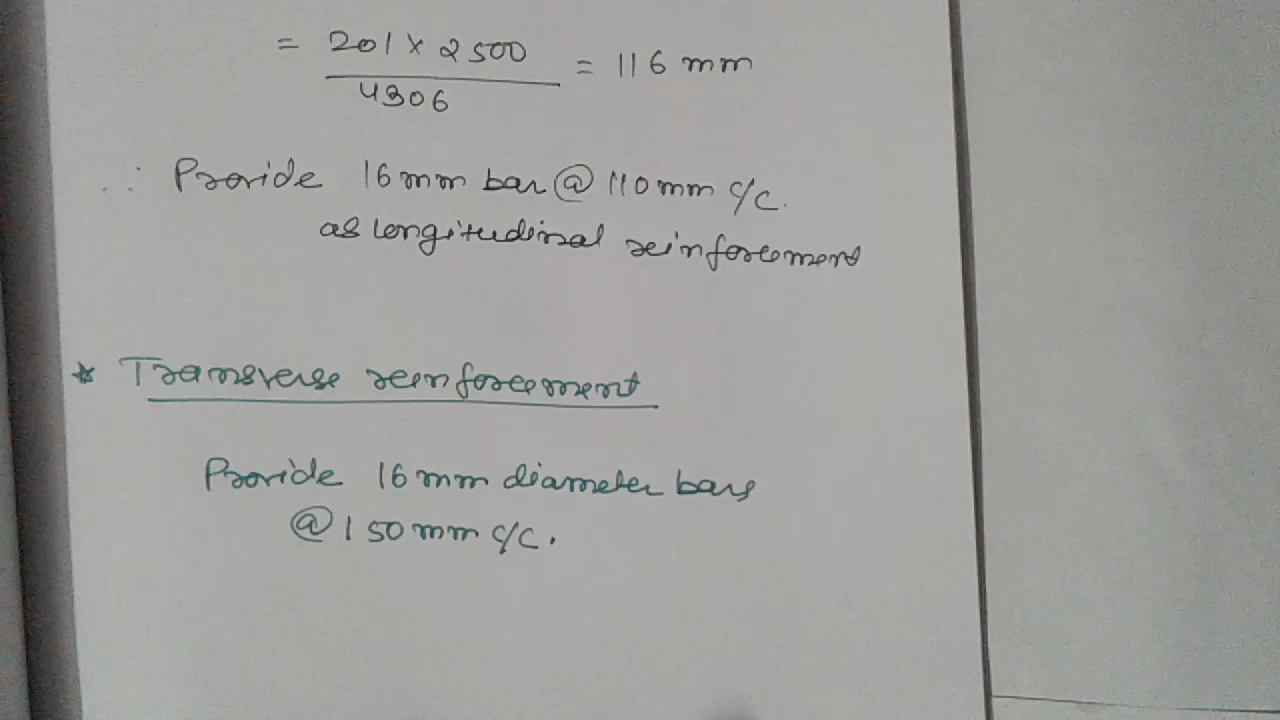 = 201 × 2500 / 4306 = 116 mm
∴ Provide 16 mm bar @ 110 mm c/c.
as longitudinal reinforcement
* Transverse reinforcement
Provide 16 mm diameter bars
@ 150 mm c/c.